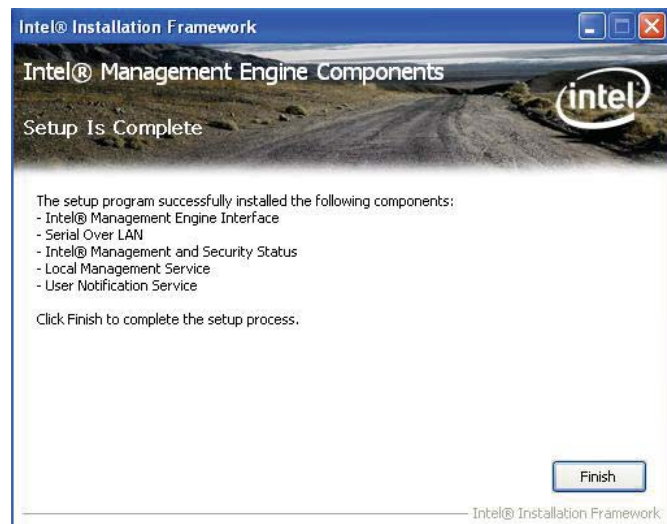 Intel® Installation Framework
Intel® Management Engine Components
intel
Setup Is Complete
The setup program successfully installed the following components:
- Intel® Management Engine Interface
- Serial Over LAN
- Intel® Management and Security Status
- Local Management Service
- User Notification Service
Click Finish to complete the setup process.
Finish
Intel® Installation Framework